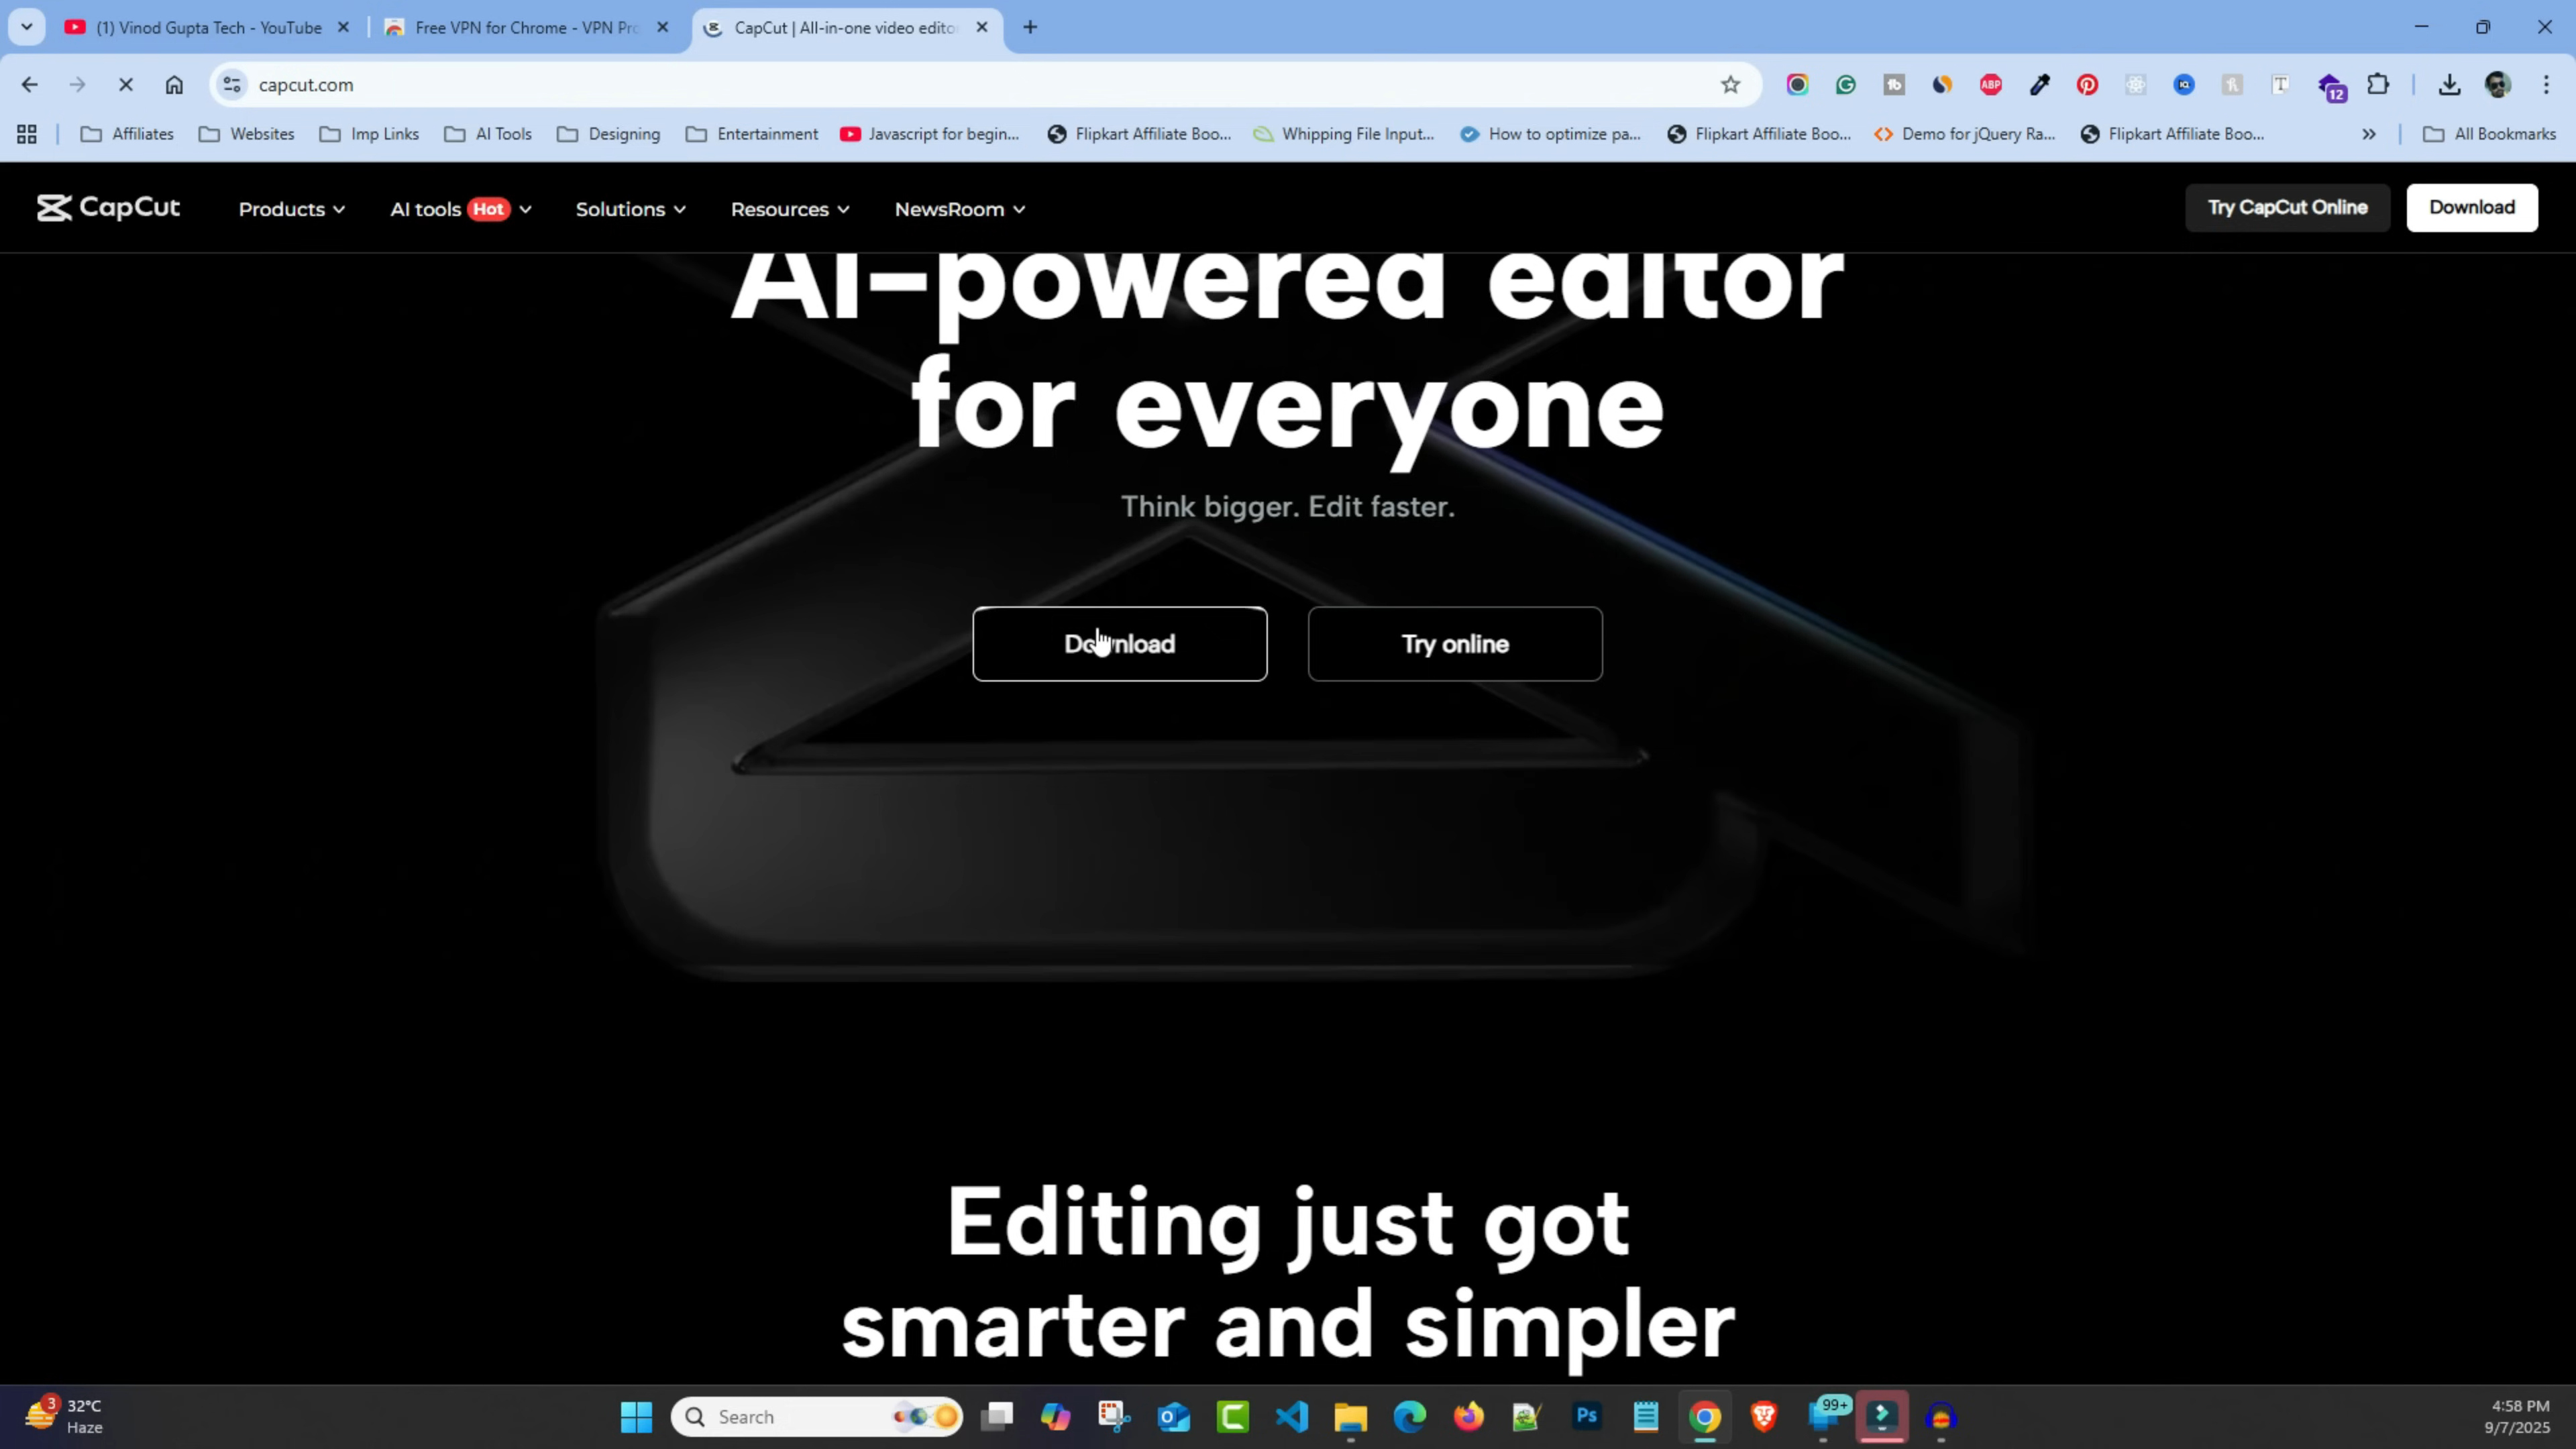 (1) Vinod Gupta Tech - YouTube
Free VPN for Chrome - VPN Pro
CapCut | All-in-one video editor
capcut.com
12
Affiliates
Websites
Imp Links
AI Tools
Designing
Entertainment
Javascript for begin...
Flipkart Affiliate Boo...
Whipping File Input...
How to optimize pa...
Flipkart Affiliate Boo...
Demo for jQuery Ra...
Flipkart Affiliate Boo...
All Bookmarks
CapCut
Products
AI tools Hot
Solutions
Resources
NewsRoom
Try CapCut Online
Download
AI-powered editor
for everyone
Think bigger. Edit faster.
Download
Try online
Editing just got
smarter and simpler
3
32°C
Haze
Search
Ps
99+
4:58 PM
9/7/2025